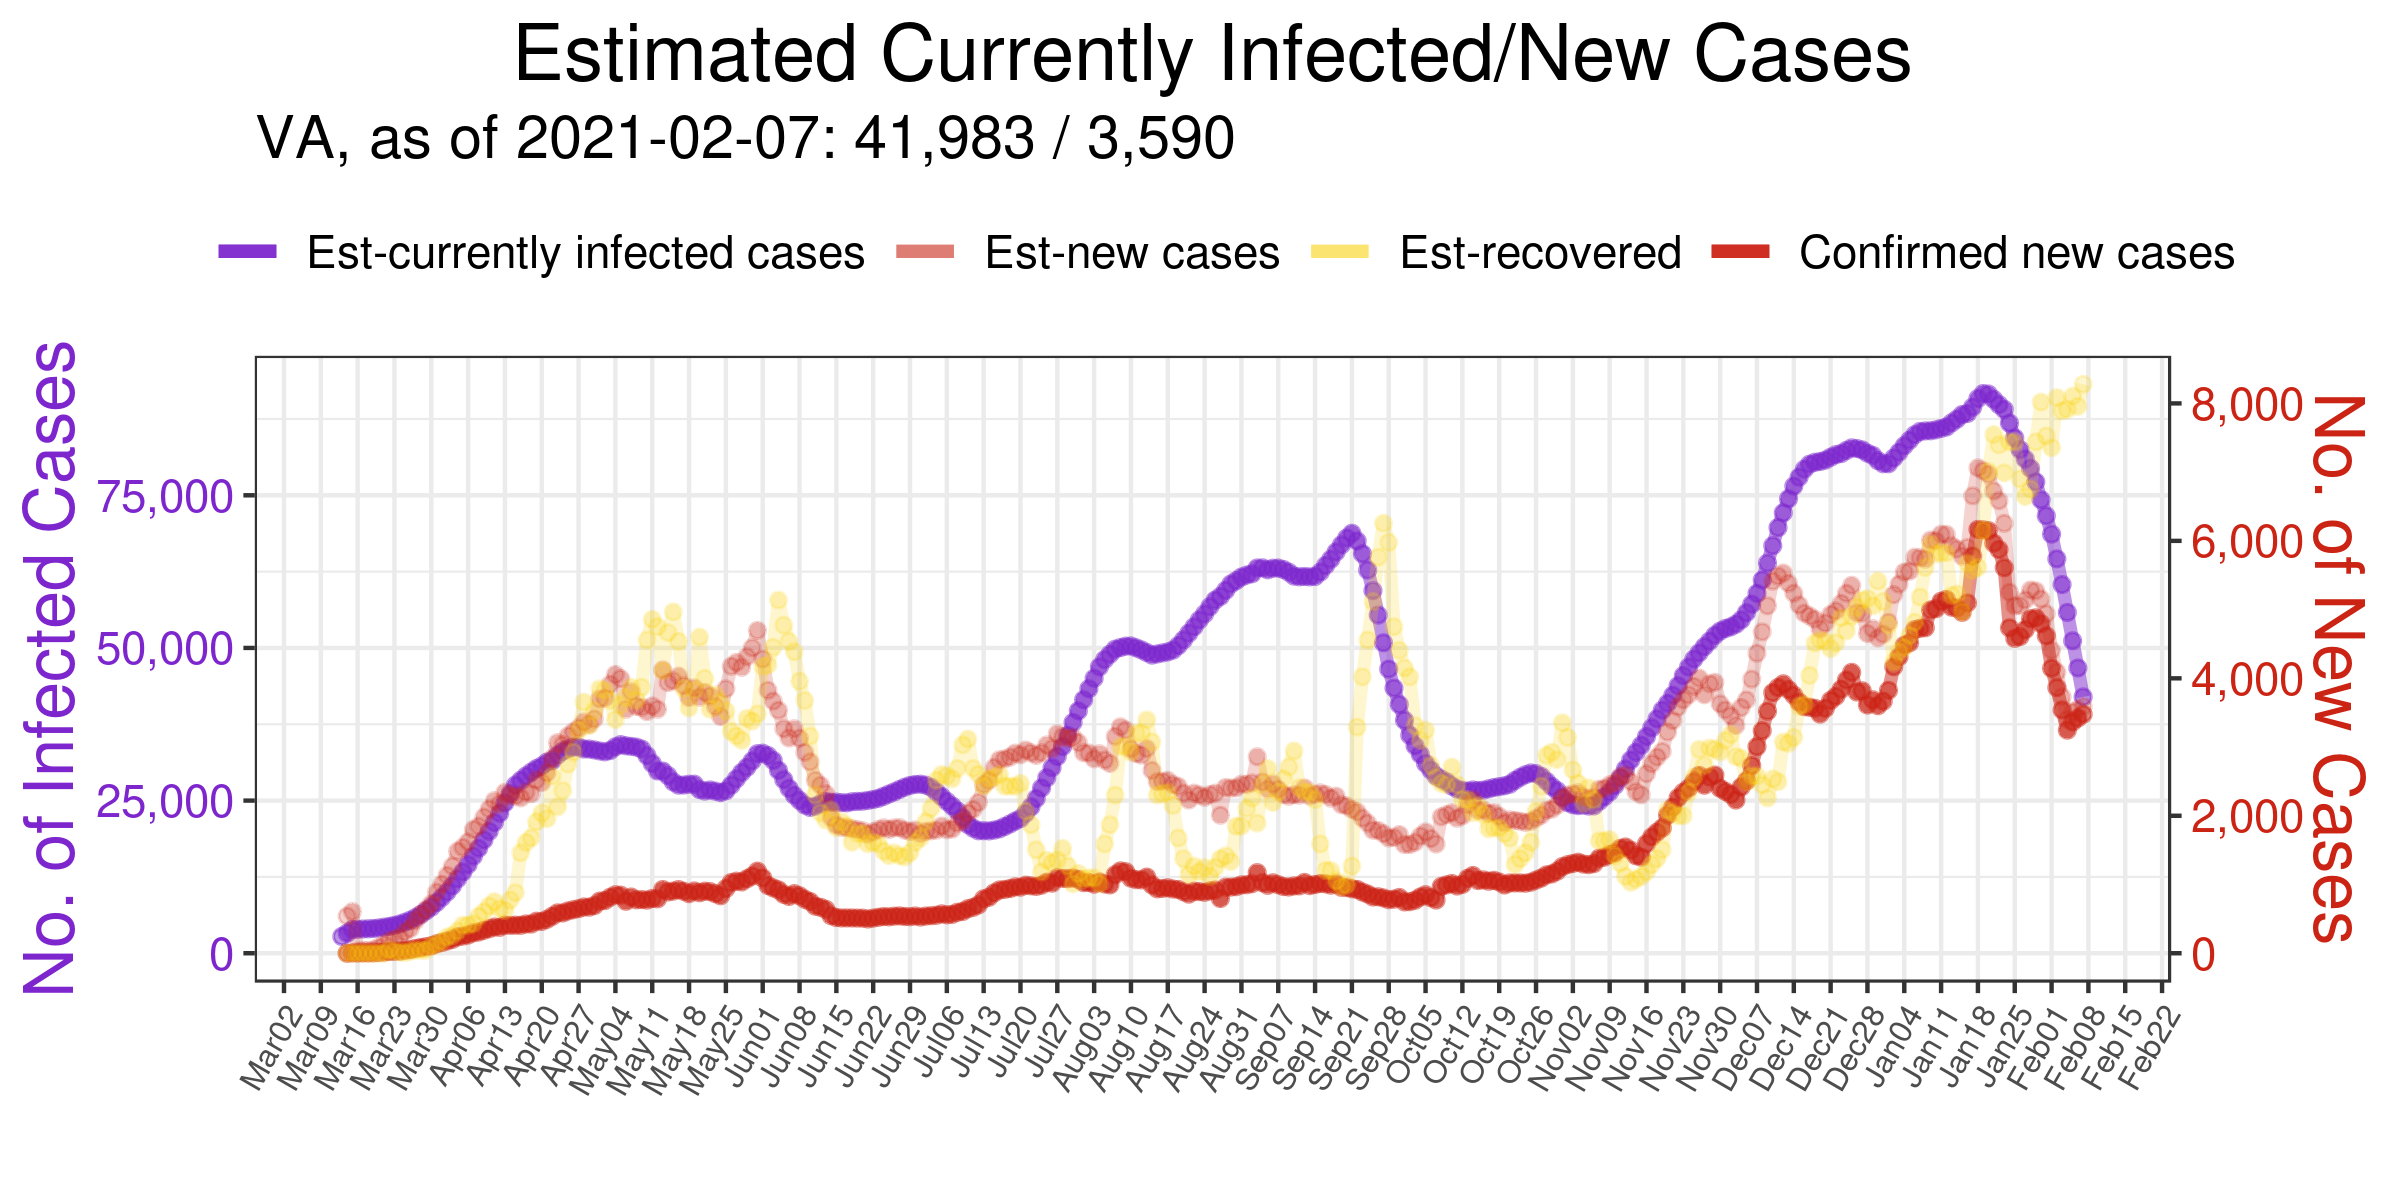 Estimated Currently Infected/New Cases
VA, as of 2021-02-07: 41,983 / 3,590
Est-currently infected cases Est-new cases Est-recovered Confirmed new cases
No. of Infected Cases
75,000
50,000
25,000
0
8,000
6,000
4,000
2,000
0
No. of New Cases
Mar02 Mar09 Mar16 Mar23 Mar30 Apr06 Apr13 Apr20 Apr27 May04 May11 May18 May25 Jun01 Jun08 Jun15 Jun22 Jun29 Jul06 Jul13 Jul20 Jul27 Aug03 Aug10 Aug17 Aug24 Aug31 Sep07 Sep14 Sep21 Sep28 Oct05 Oct12 Oct19 Oct26 Nov02 Nov09 Nov16 Nov23 Nov30 Dec07 Dec14 Dec21 Dec28 Jan04 Jan11 Jan18 Jan25 Feb01 Feb08 Feb15 Feb22